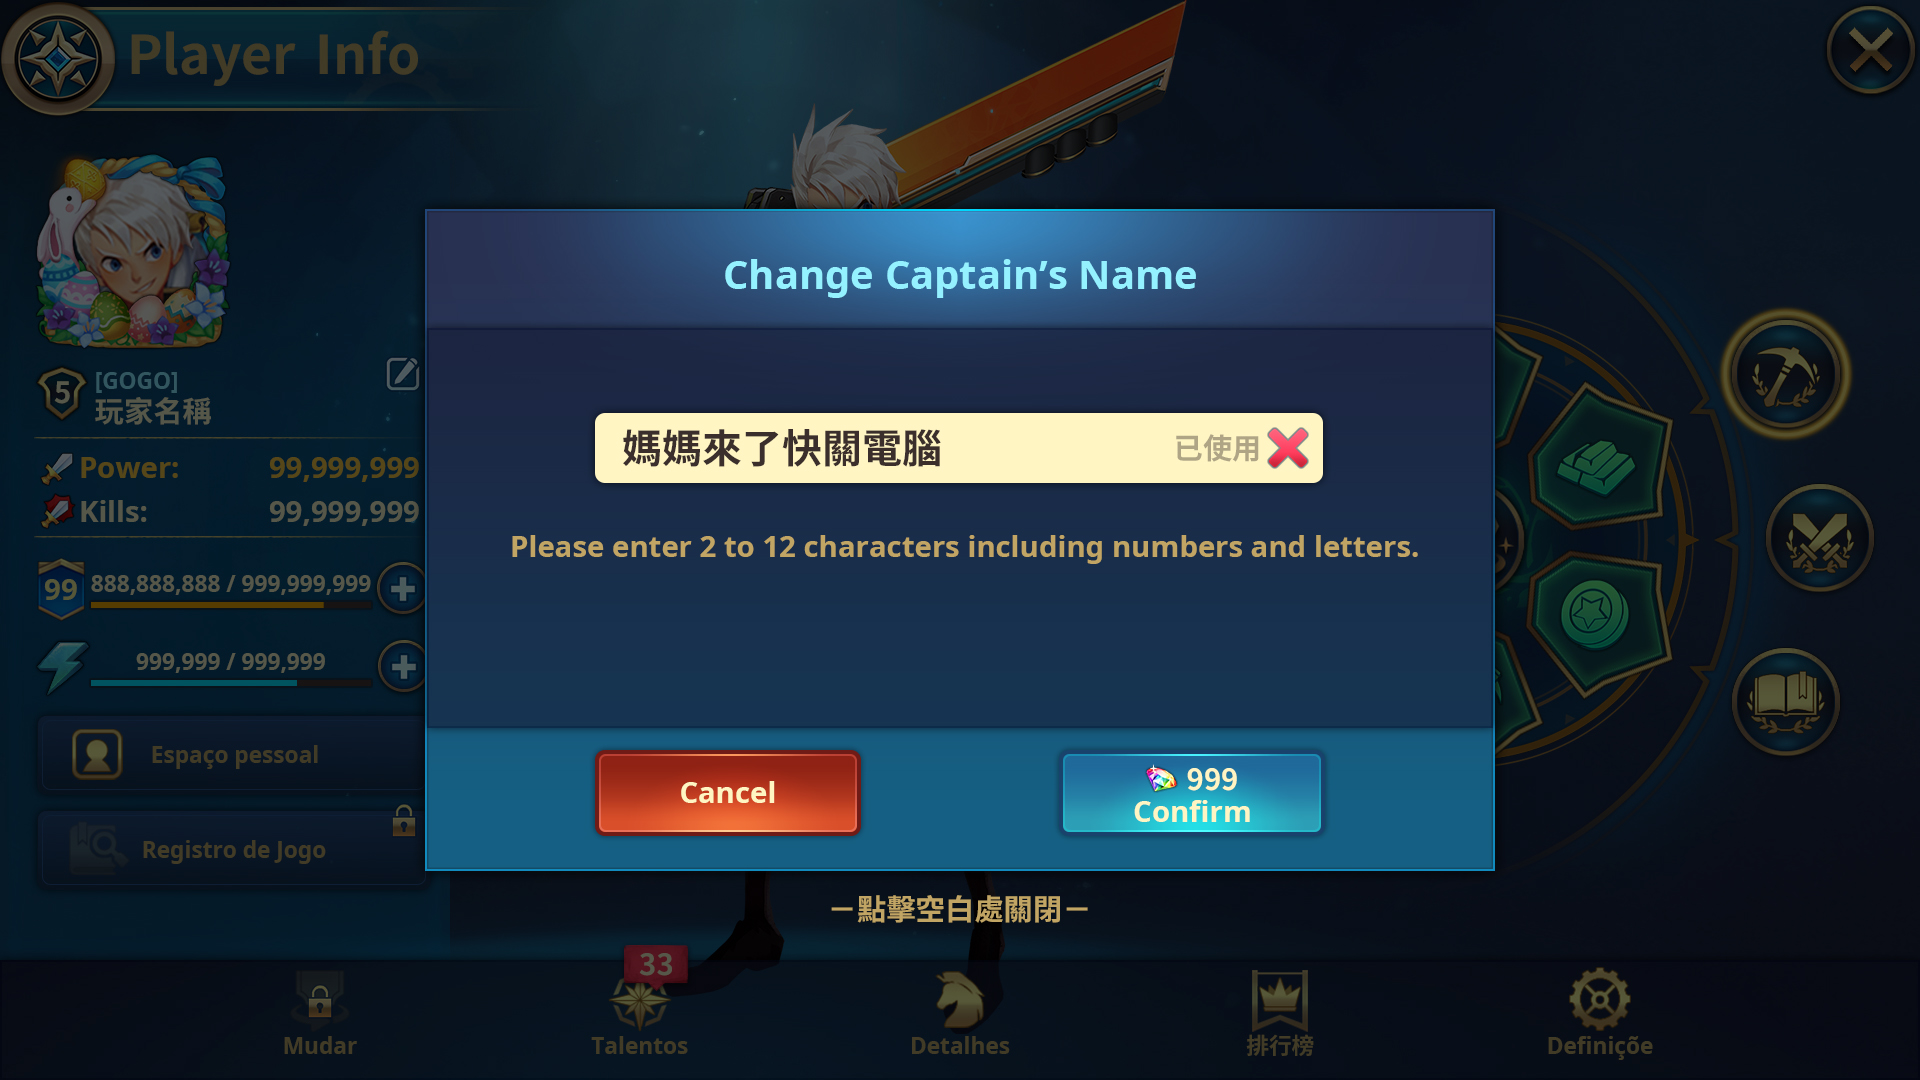 Player Info
[GOGO]
5
玩家名稱
Power: 99,999,999
Kills: 99,999,999
99 888,888,888 / 999,999,999
999,999 / 999,999
Espaço pessoal
Registro de Jogo
Change Captain’s Name
媽媽來了快關電腦 已使用
Please enter 2 to 12 characters including numbers and letters.
Cancel
999
Confirm
－點擊空白處關閉－
Mudar
33
Talentos
Detalhes
排行榜
Definiçõe